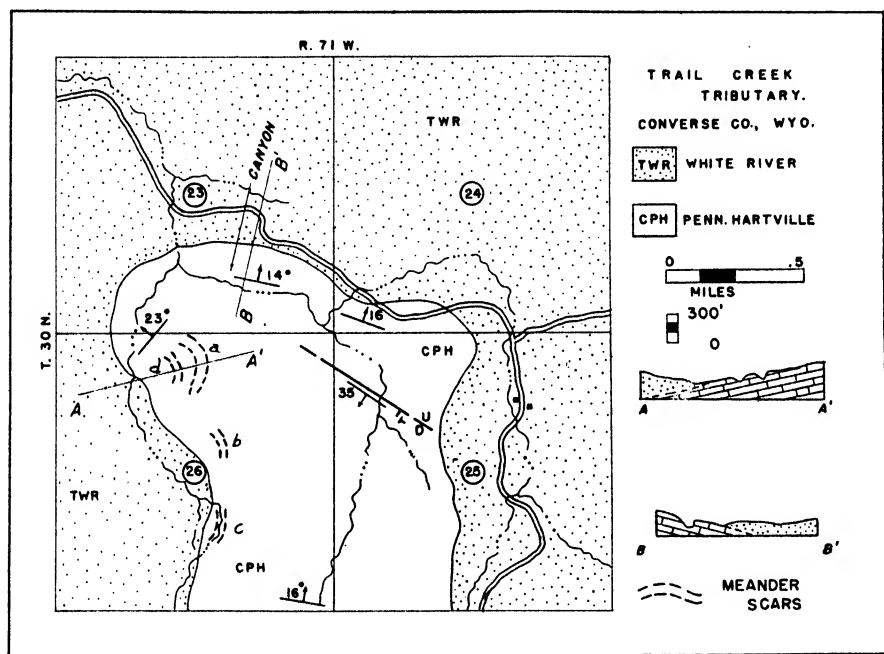 R. 71 W.
T. 30 N.
TWR
CANYON
B'
23
24
14°
B
16
23°
CPH
a
A'
d
A
35
U
D
b
26
25
TWR
c
CPH
16°
TRAIL CREEK
TRIBUTARY.
CONVERSE CO., WYO.
TWR WHITE RIVER
CPH PENN. HARTVILLE
0 .5
MILES
300'
0
A A'
B B'
MEANDER
SCARS